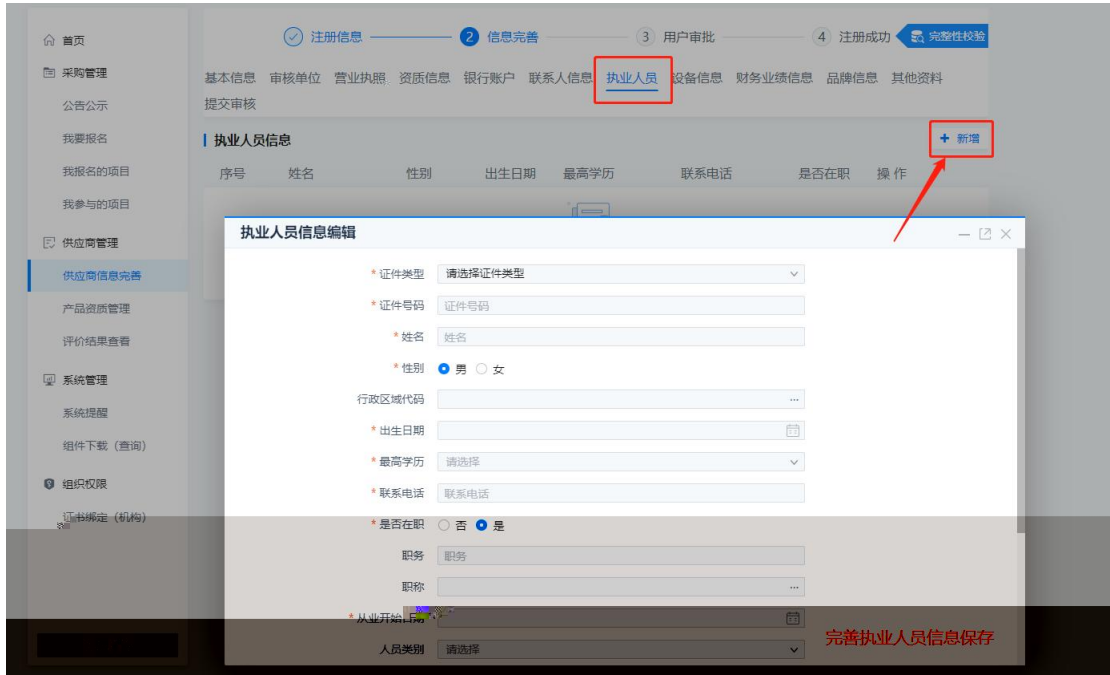 首页
采购管理
公告公示
我要报名
我报名的项目
我参与的项目
供应商管理
供应商信息完善
产品资质管理
评价结果查看
系统管理
系统提醒
组件下载（查询）
组织权限
证书绑定（机构）
注册信息 2 信息完善 3 用户审批 4 注册成功 完整性校验
基本信息 审核单位 营业执照 资质信息 银行账户 联系人信息 执业人员 设备信息 财务业绩信息 品牌信息 其他资料
提交审核
执业人员信息
+ 新增
序号 姓名 性别 出生日期 最高学历 联系电话 是否在职 操作
执业人员信息编辑
* 证件类型 请选择证件类型
* 证件号码 证件号码
* 姓名 姓名
* 性别 男 女
行政区域代码 ...
* 出生日期
* 最高学历 请选择
* 联系电话 联系电话
* 是否在职 否 是
职务 职务
职称 ...
* 从业开始日期
人员类别 请选择
完善执业人员信息保存